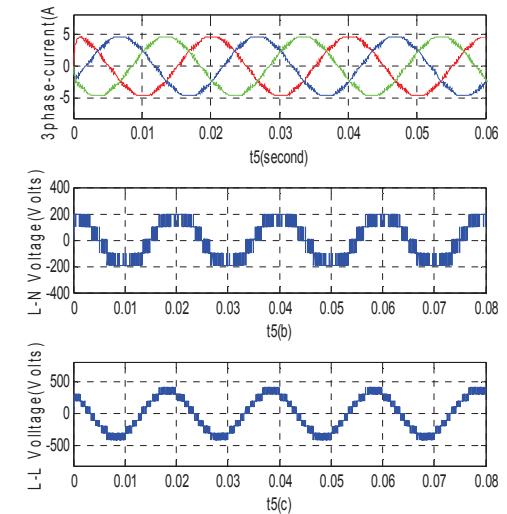 3phase-current(A
5
0
-5
0 0.01 0.02 0.03 0.04 0.05 0.06
t5(second)
L-N Voltage(Volts)
400
200
0
-200
-400
0 0.01 0.02 0.03 0.04 0.05 0.06 0.07 0.08
t5(b)
L-L Volltage(Volts)
500
0
-500
0 0.01 0.02 0.03 0.04 0.05 0.06 0.07 0.08
t5(c)